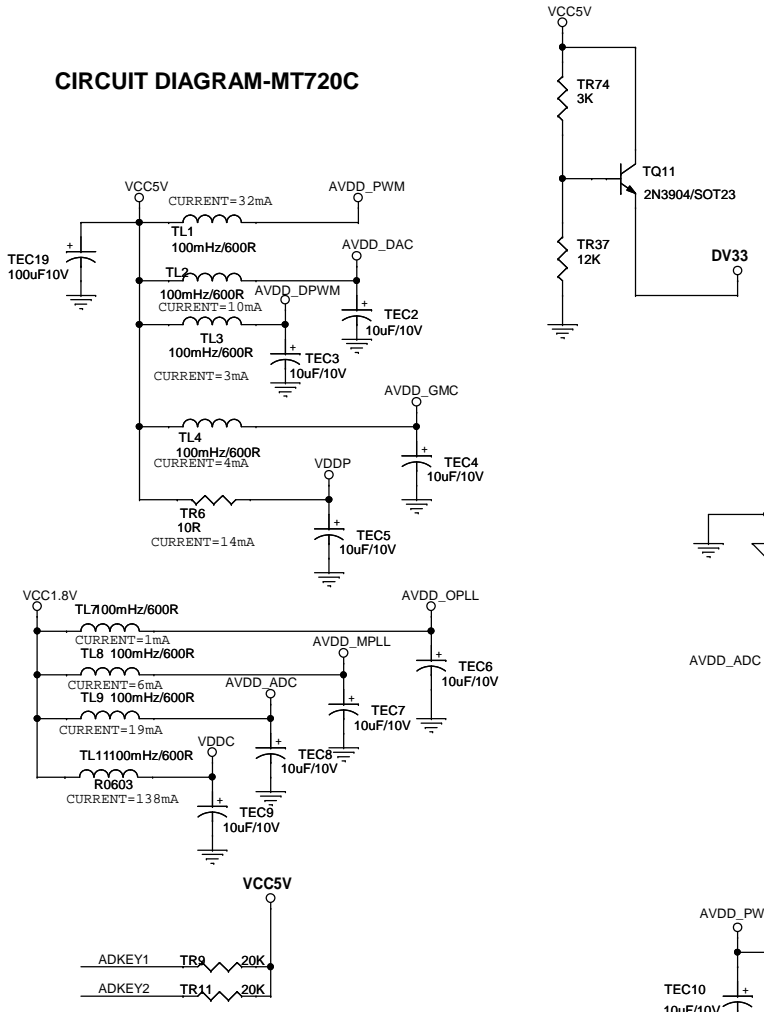 CIRCUIT DIAGRAM-MT720C
VCC5V
TR74
3K
TQ11
2N3904/SOT23
TR37
12K
DV33
VCC5V
CURRENT=32mA
AVDD_PWM
TL1
100mHz/600R
TEC19
100uF10V
AVDD_DAC
TL2
100mHz/600R
AVDD_DPWM
CURRENT=10mA
TEC2
10uF/10V
TL3
100mHz/600R
TEC3
10uF/10V
CURRENT=3mA
AVDD_GMC
TL4
100mHz/600R
CURRENT=4mA
TEC4
10uF/10V
VDDP
TR6
10R
CURRENT=14mA
TEC5
10uF/10V
VCC1.8V
TL7100mHz/600R
AVDD_OPLL
CURRENT=1mA
TL8 100mHz/600R
AVDD_MPLL
TEC6
10uF/10V
CURRENT=6mA
TL9 100mHz/600R
AVDD_ADC
TEC7
10uF/10V
CURRENT=19mA
VDDC
TL11100mHz/600R
TEC8
10uF/10V
R0603
CURRENT=138mA
TEC9
10uF/10V
AVDD_ADC
VCC5V
ADKEY1 TR9 20K
ADKEY2 TR11 20K
AVDD_PW
TEC10
10uF/10V